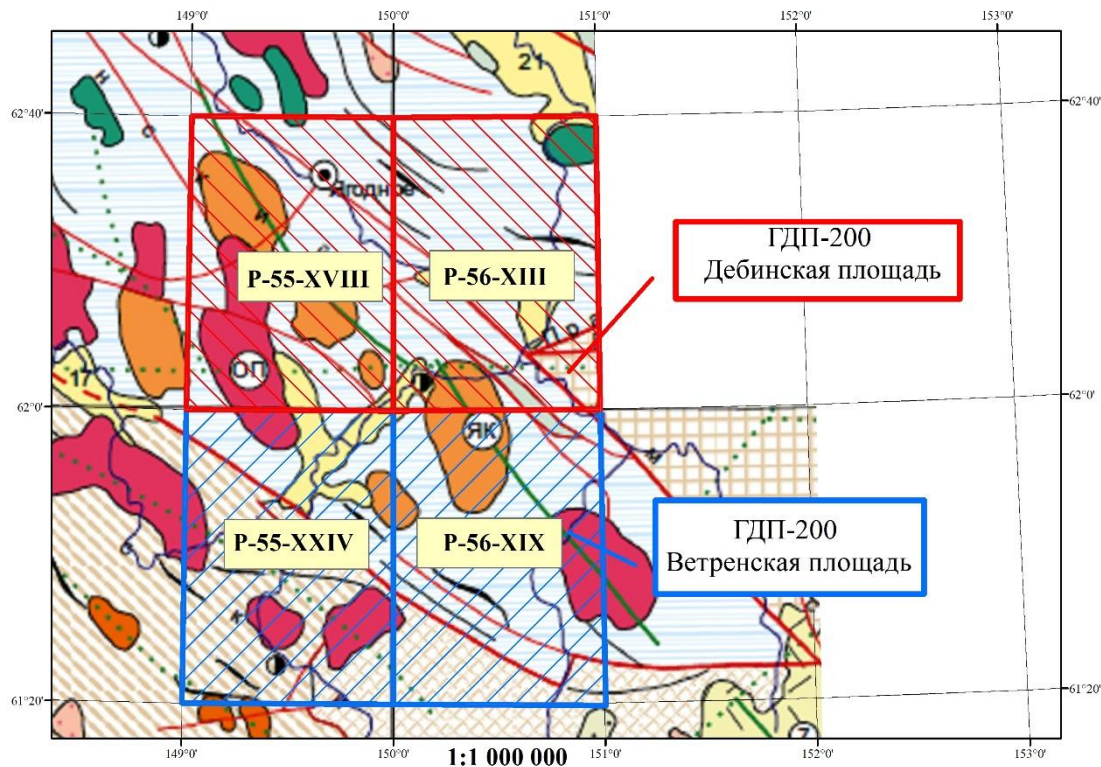 149°0'
150°0'
151°0'
152°0'
153°0'
21
62°40'
62°40'
Ягодное
ГДП-200
Дебинская площадь
Р-55-XVIII
Р-56-XIII
ОП
17
62°0'
62°0'
ЯК
ГДП-200
Ветренская площадь
Р-55-XXIV
Р-56-XIX
61°20'
61°20'
7
149°0'
150°0'
151°0'
152°0'
153°0'
1:1 000 000